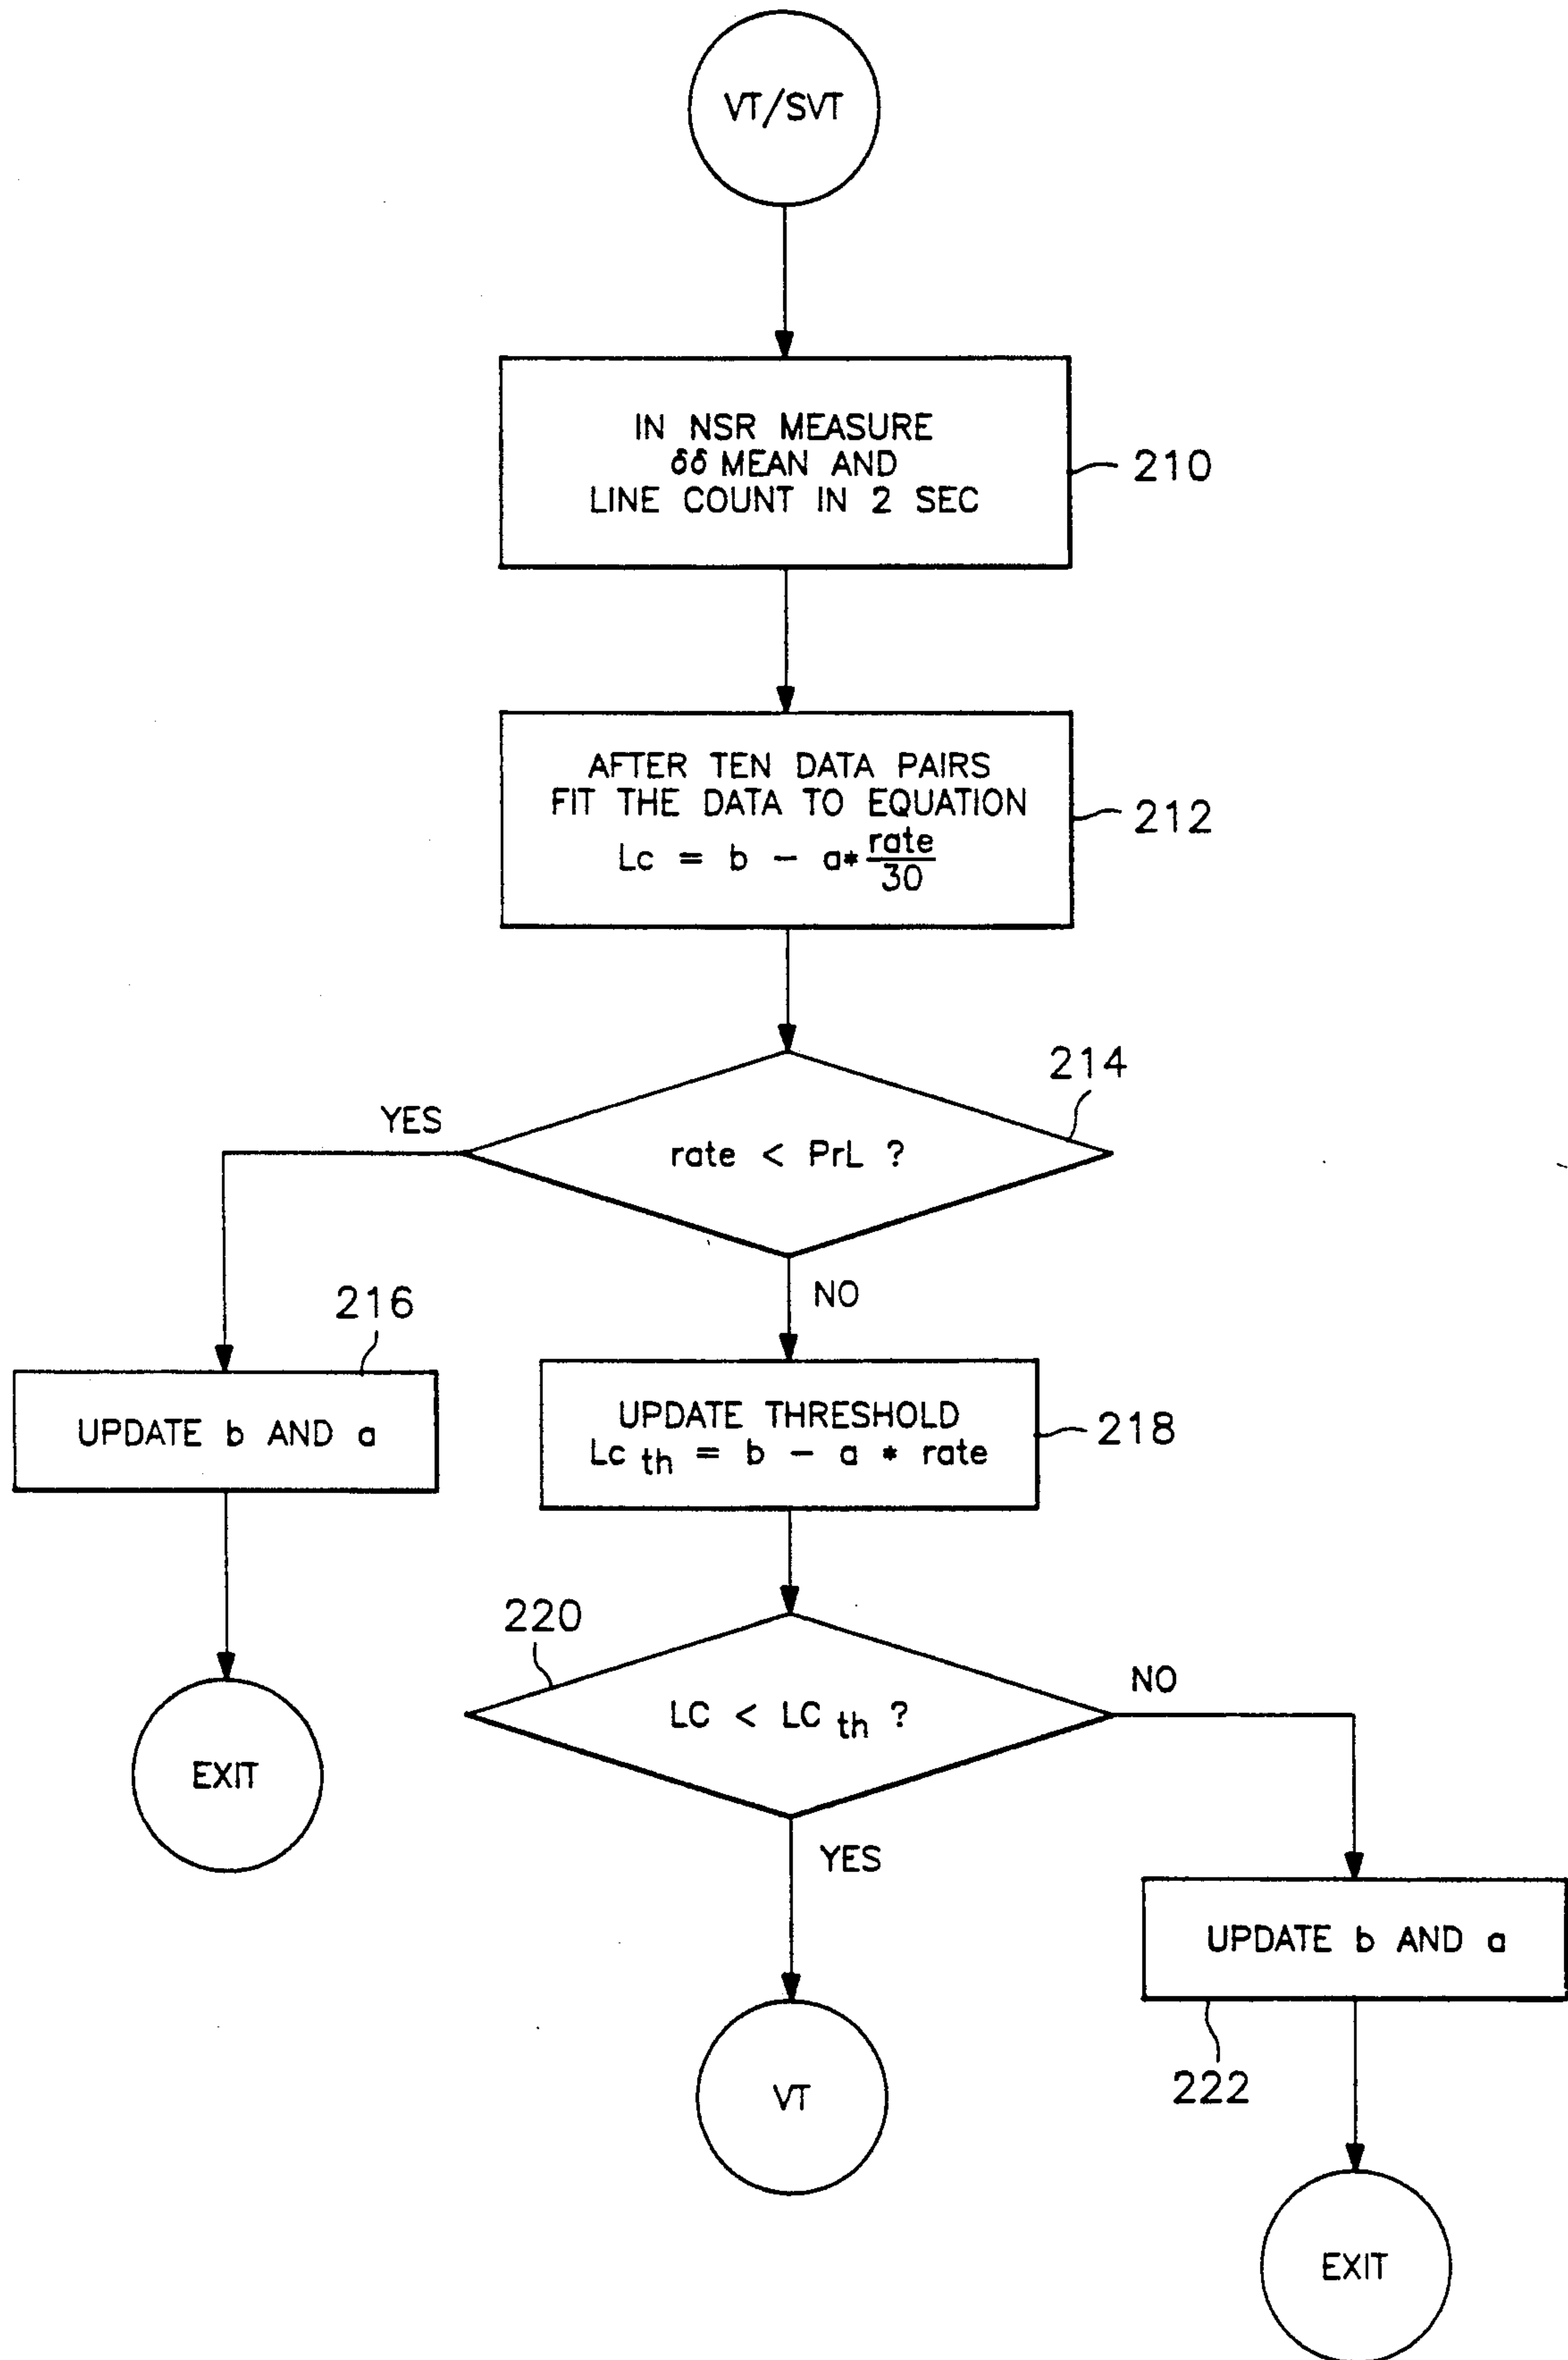 VT/SVT
IN NSR MEASURE
δδ MEAN AND
LINE COUNT IN 2 SEC
210
AFTER TEN DATA PAIRS
FIT THE DATA TO EQUATION
Lc = b - a* rate/30
212
214
rate < PrL ?
YES
NO
216
UPDATE b AND a
UPDATE THRESHOLD
Lc th = b - a * rate
218
EXIT
220
LC < LC th ?
NO
YES
UPDATE b AND a
222
VT
EXIT